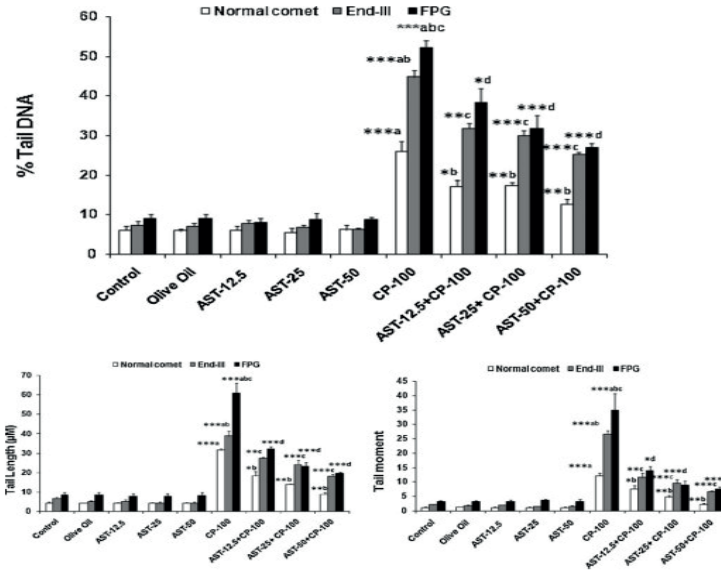 Normal comet End-III FPG
% Tail DNA
60
50
40
30
20
10
0
***a
***ab
***abc
*b
**c
*d
**b
***c
***d
**b
***c
***d
Control
Olive Oil
AST-12.5
AST-25
AST-50
CP-100
AST-12.5+CP-100
AST-25+ CP-100
AST-50+CP-100
Normal comet End-III FPG
Tail Length (µM)
70
60
50
40
30
20
10
0
***a
***ab
***abc
*b
**c
***d
**b
***c
***d
**b
***c
***d
Control
Olive Oil
AST-12.5
AST-25
AST-50
CP-100
AST-12.5+CP-100
AST-25+ CP-100
AST-50+CP-100
Normal comet End-III FPG
Tail moment
45
40
35
30
25
20
15
10
5
0
***a
***ab
***abc
*b
**c
*d
**b
***c
***d
**b
***c
***d
Control
Olive Oil
AST-12.5
AST-25
AST-50
CP-100
AST-12.5+CP-100
AST-25+ CP-100
AST-50+CP-100